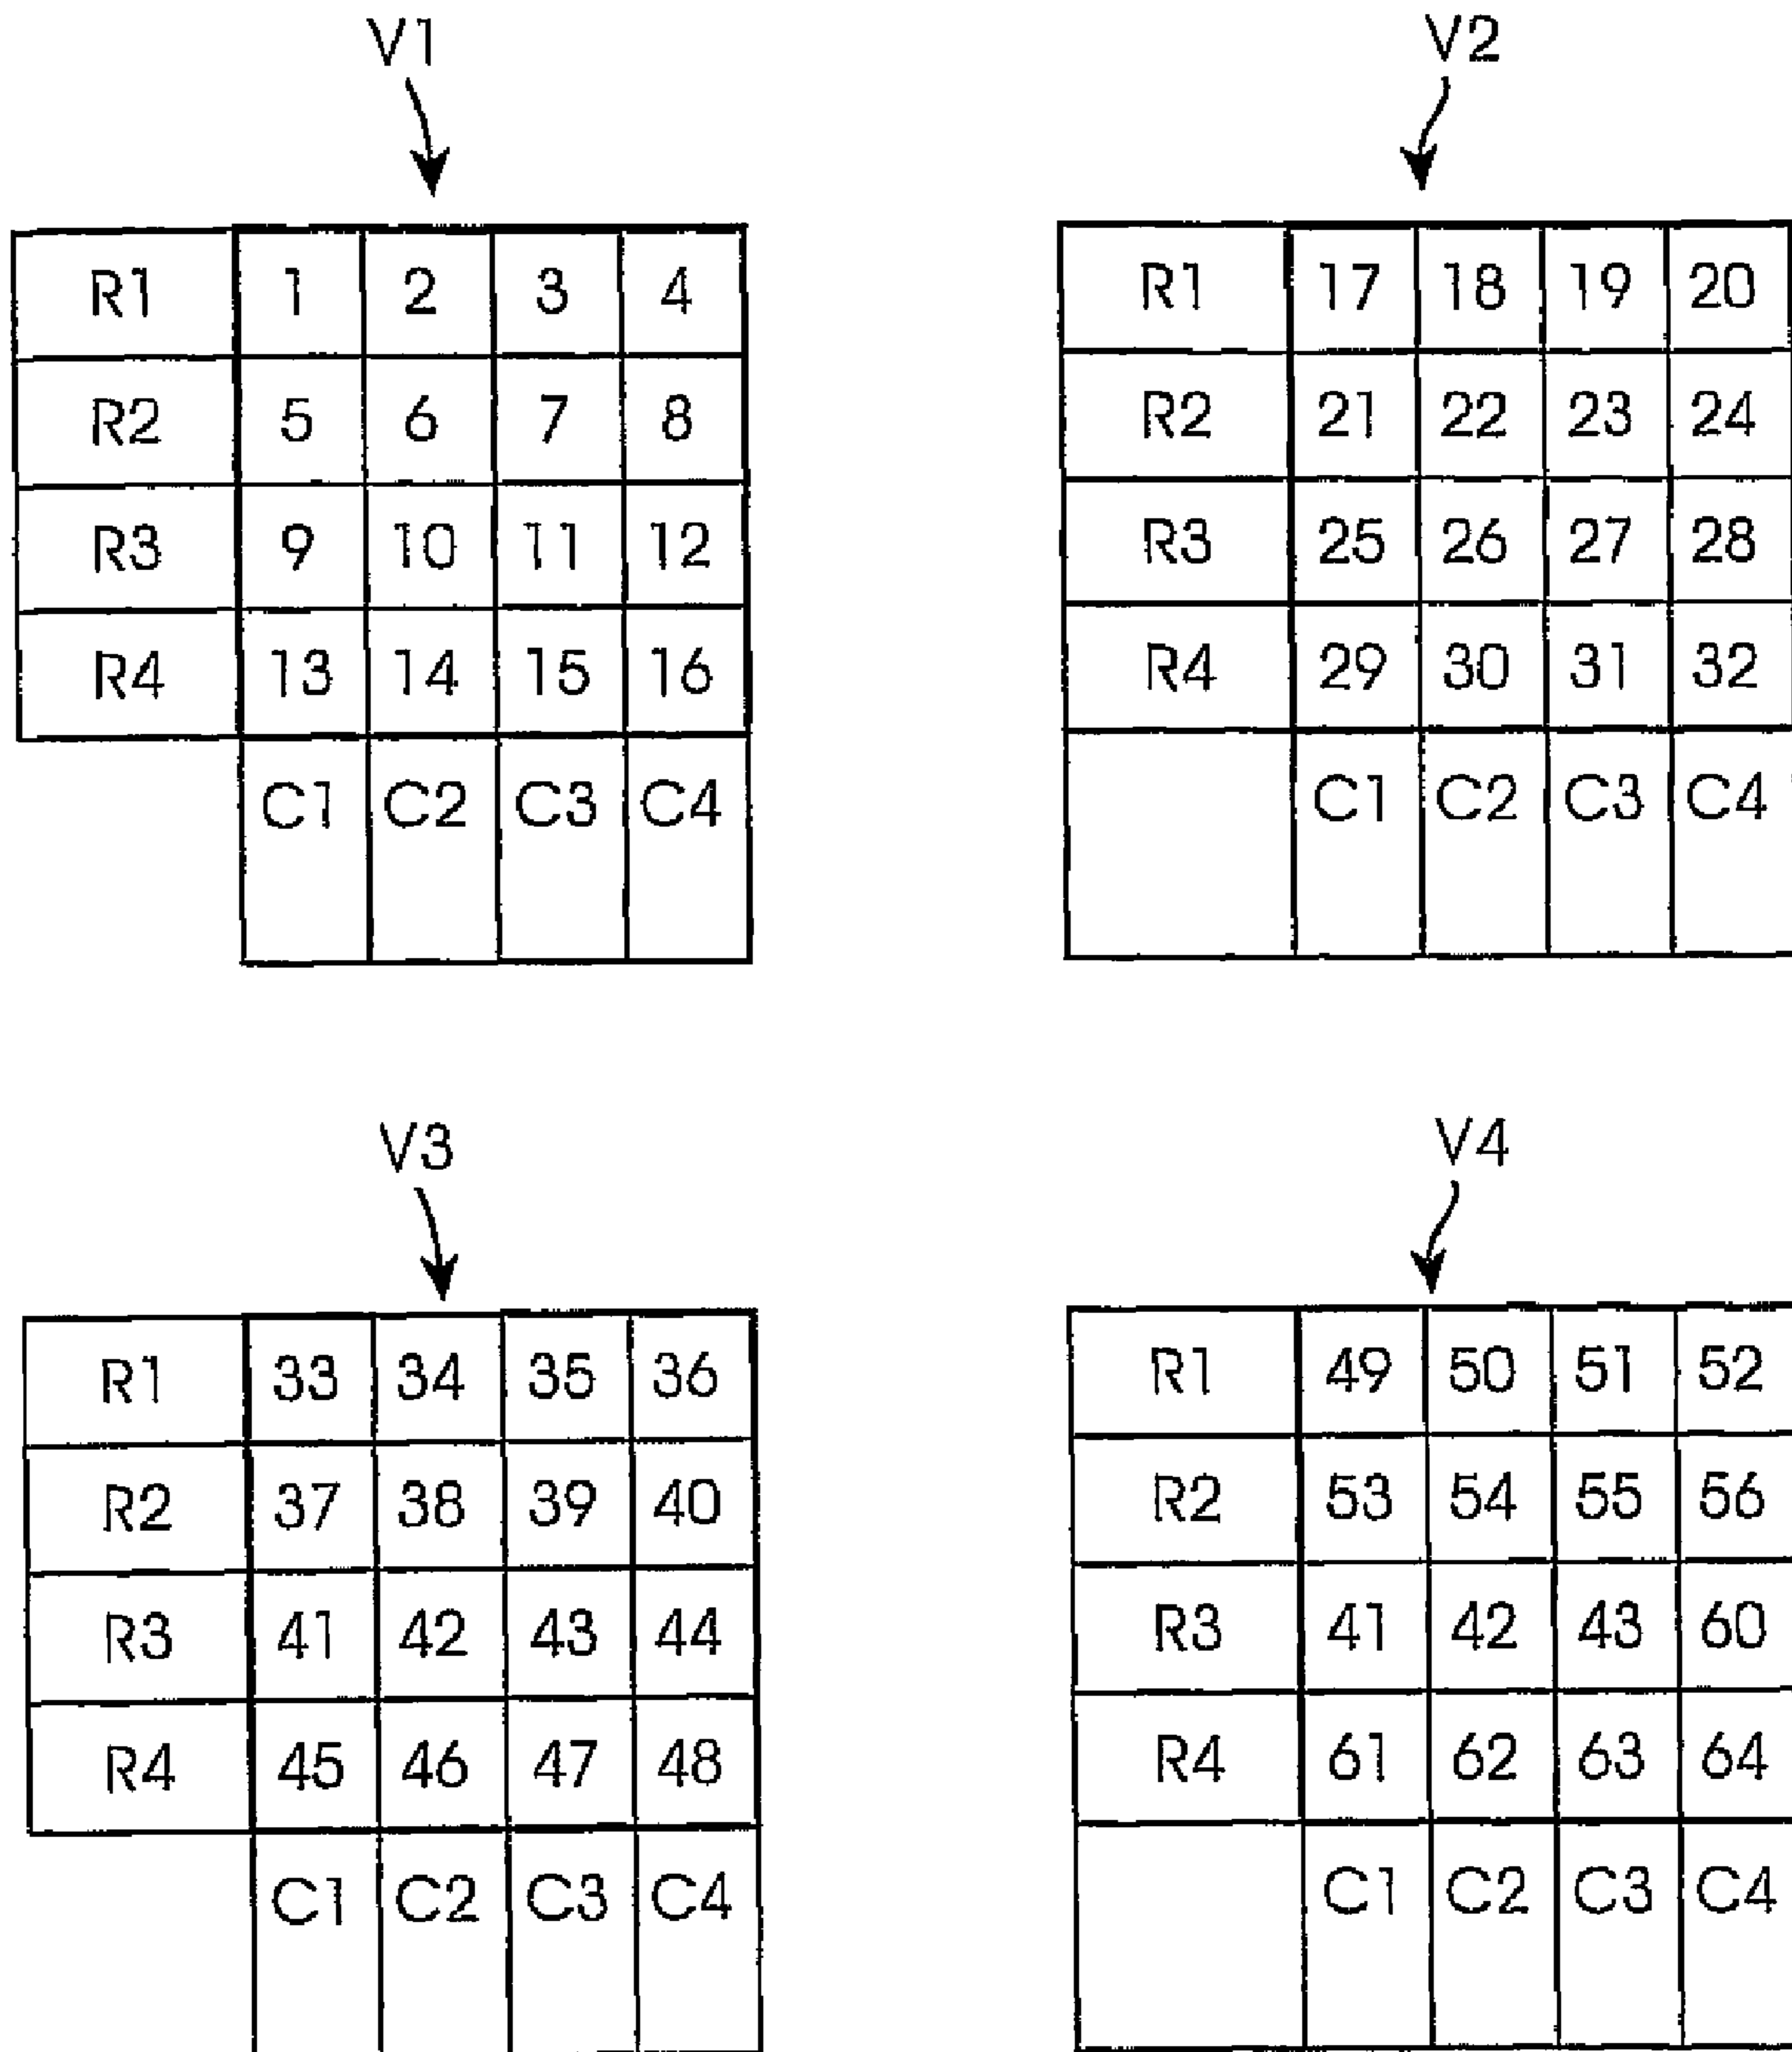 V1 V2
R1 1 2 3 4 R1 17 18 19 20
R2 5 6 7 8 R2 21 22 23 24
R3 9 10 11 12 R3 25 26 27 28
R4 13 14 15 16 R4 29 30 31 32
C1 C2 C3 C4 C1 C2 C3 C4
V3 V4
R1 33 34 35 36 R1 49 50 51 52
R2 37 38 39 40 R2 53 54 55 56
R3 41 42 43 44 R3 41 42 43 60
R4 45 46 47 48 R4 61 62 63 64
C1 C2 C3 C4 C1 C2 C3 C4